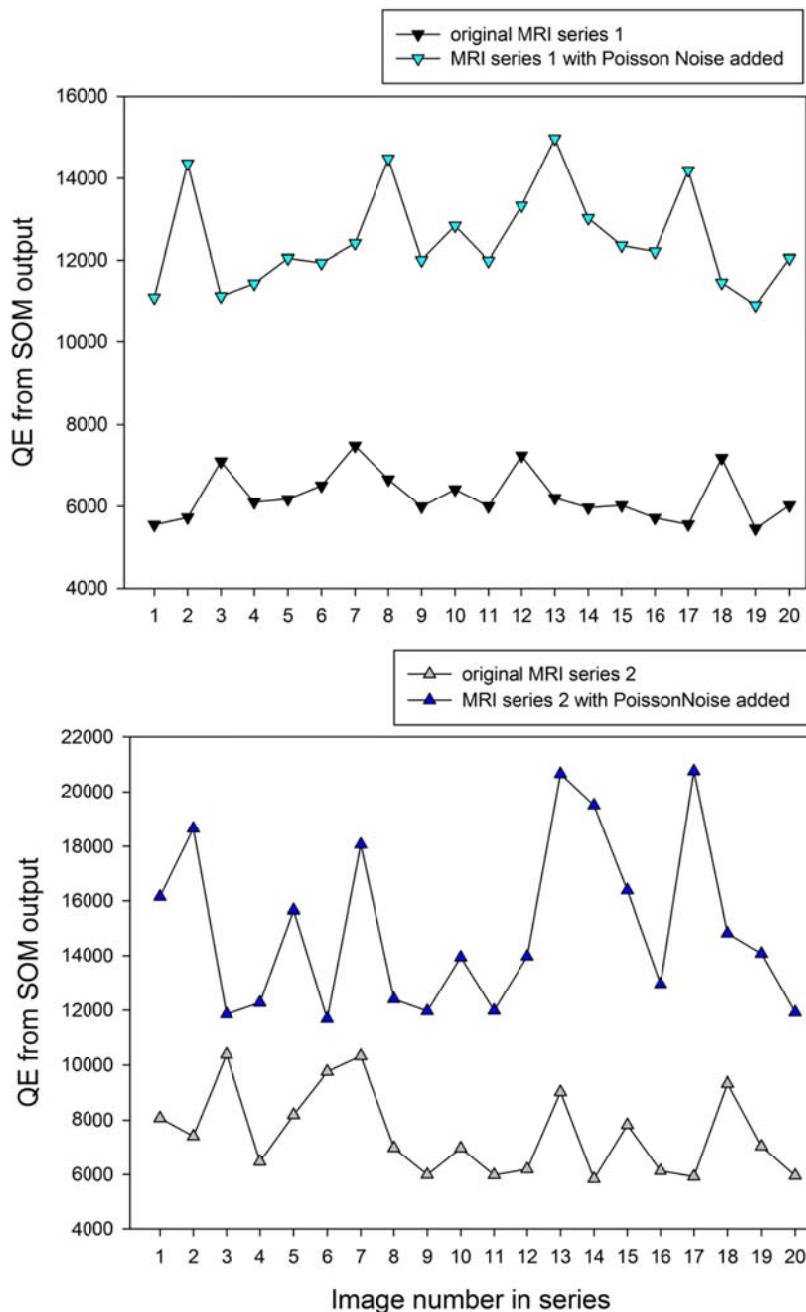 original MRI series 1
MRI series 1 with Poisson Noise added
QE from SOM output
16000
14000
12000
10000
8000
6000
4000
1 2 3 4 5 6 7 8 9 10 11 12 13 14 15 16 17 18 19 20
original MRI series 2
MRI series 2 with PoissonNoise added
QE from SOM output
22000
20000
18000
16000
14000
12000
10000
8000
6000
4000
1 2 3 4 5 6 7 8 9 10 11 12 13 14 15 16 17 18 19 20
Image number in series